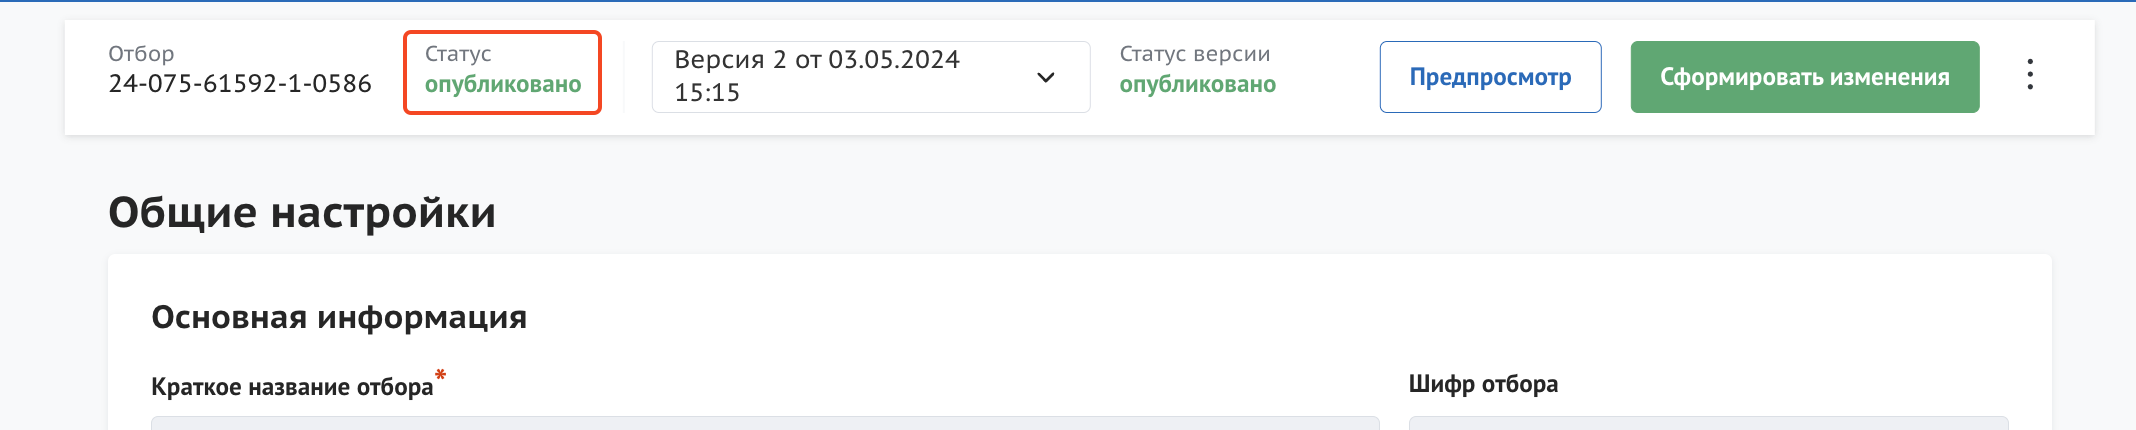 Отбор
24-075-61592-1-0586
Статус
опубликовано
Версия 2 от 03.05.2024
15:15
Статус версии
опубликовано
Предпросмотр
Сформировать изменения
Общие настройки
Основная информация
Краткое название отбора*
Шифр отбора